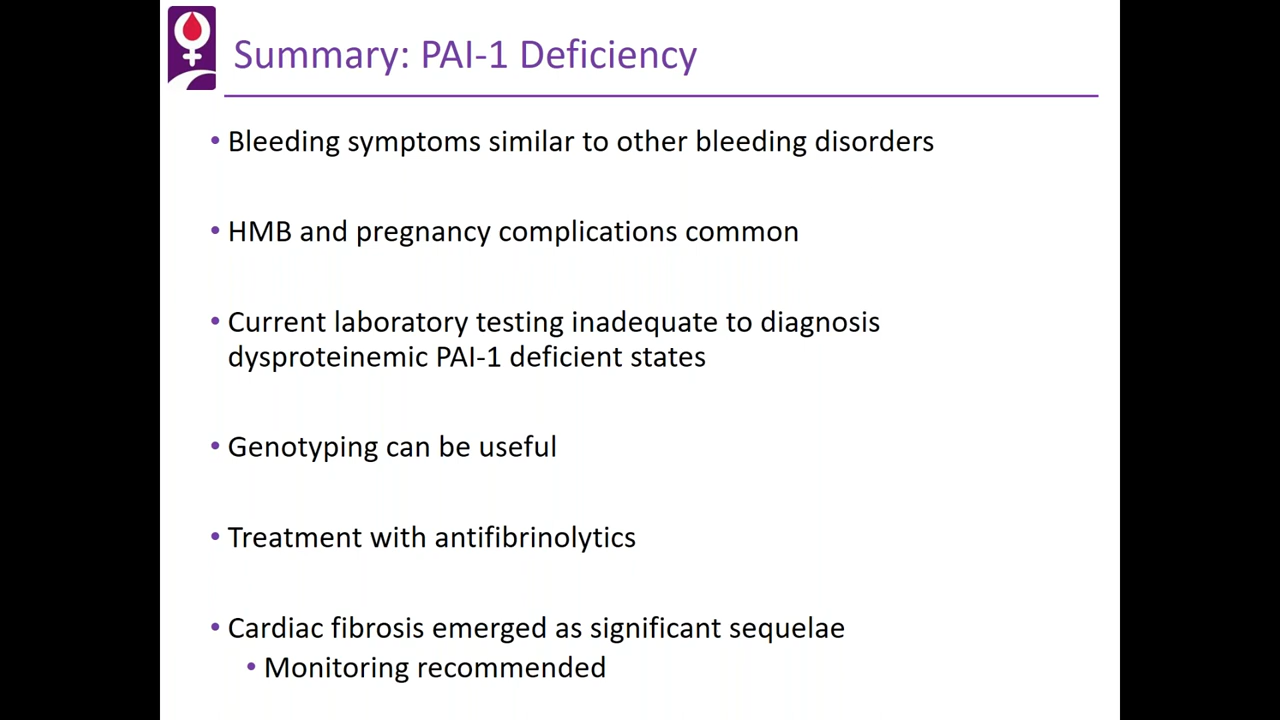 Summary: PAI-1 Deficiency
• Bleeding symptoms similar to other bleeding disorders
• HMB and pregnancy complications common
• Current laboratory testing inadequate to diagnosis
dysproteinemic PAI-1 deficient states
• Genotyping can be useful
• Treatment with antifibrinolytics
• Cardiac fibrosis emerged as significant sequelae
• Monitoring recommended